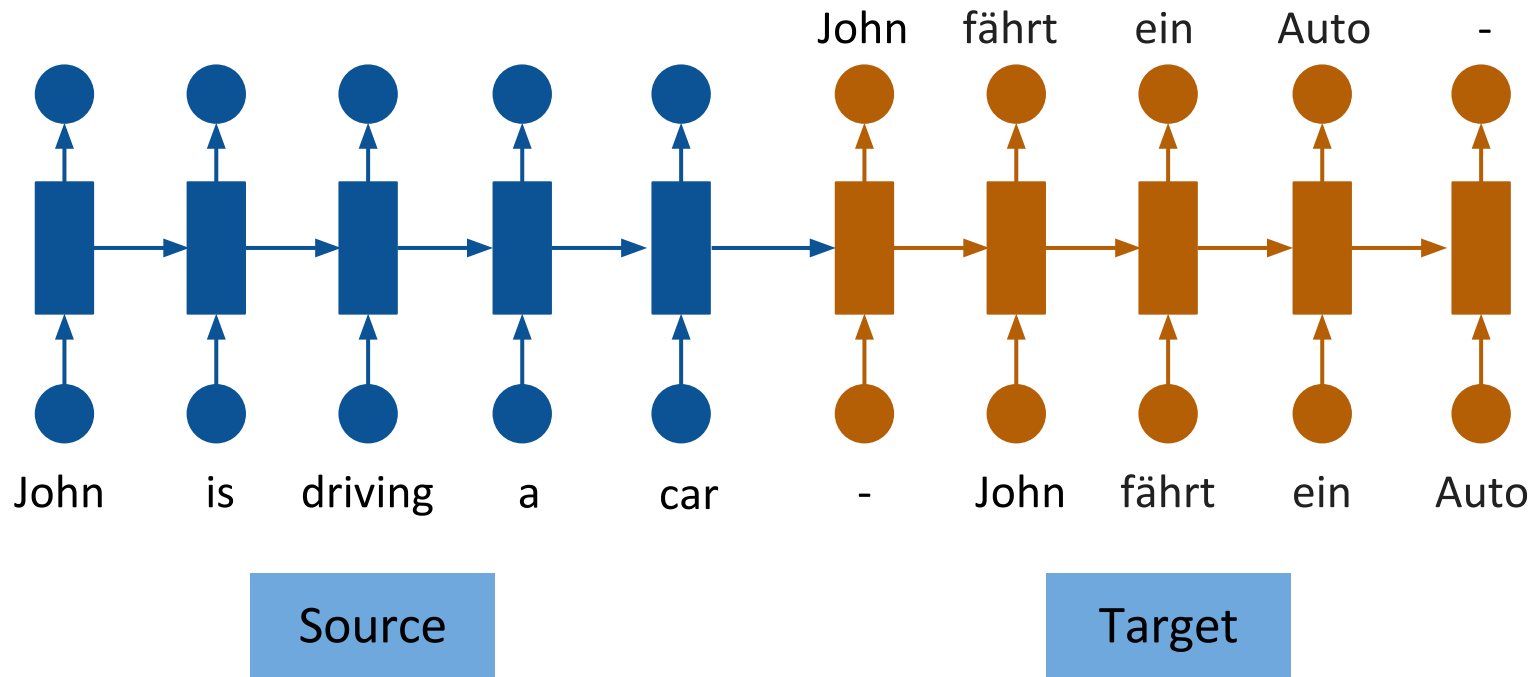 John fährt ein Auto -
John is driving a car - John fährt ein Auto
Source Target